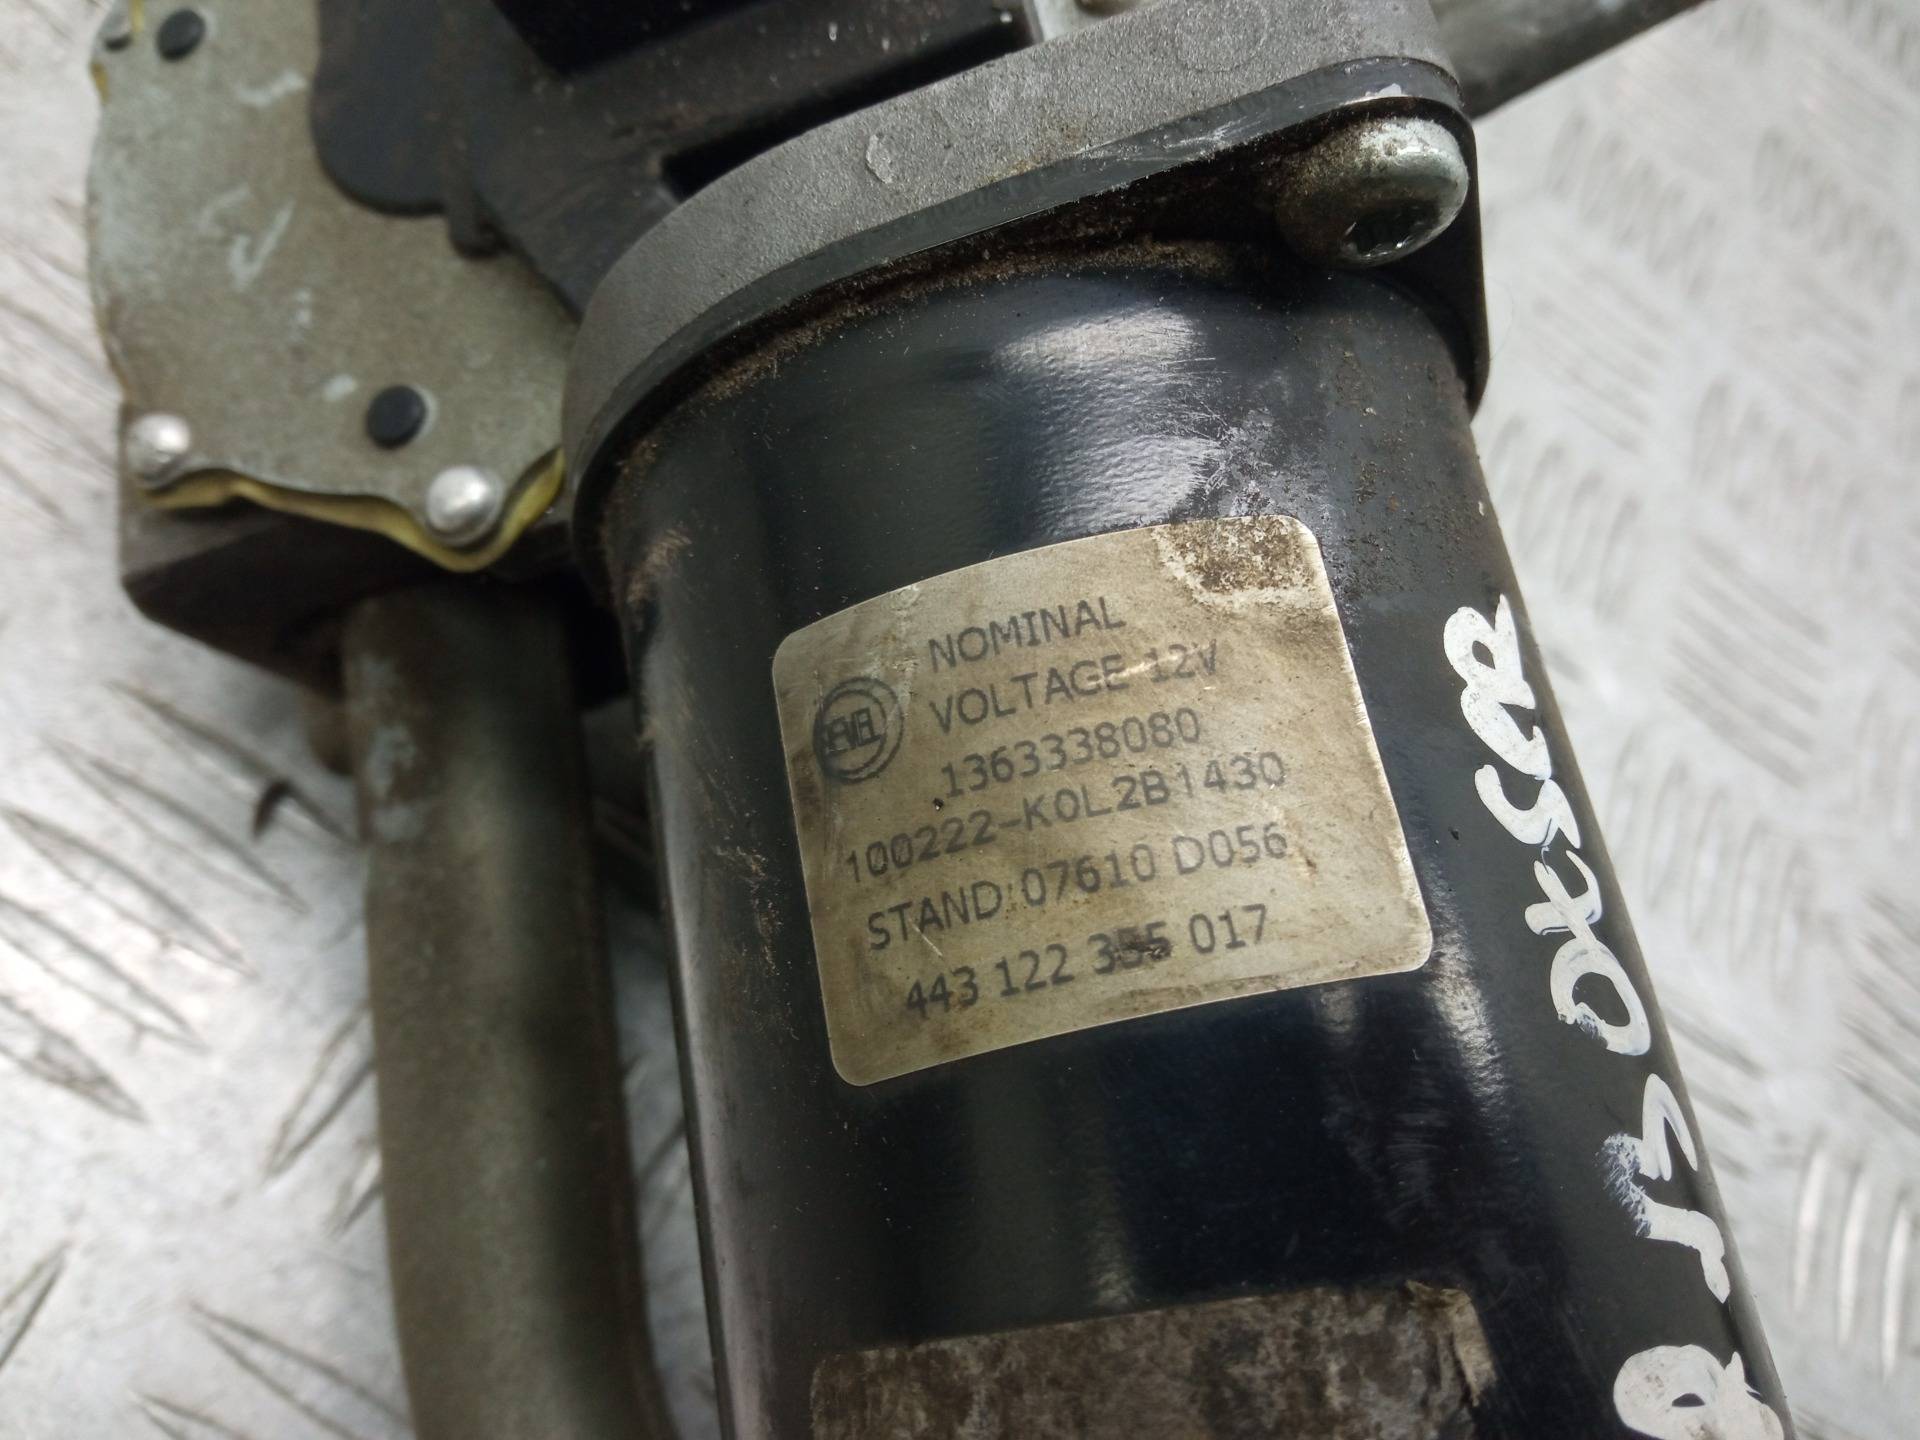 NOMINAL
VOLTAGE 12V
1363338080
100222-K0L2B1430
STAND: 07610 D056
443 122 355 017